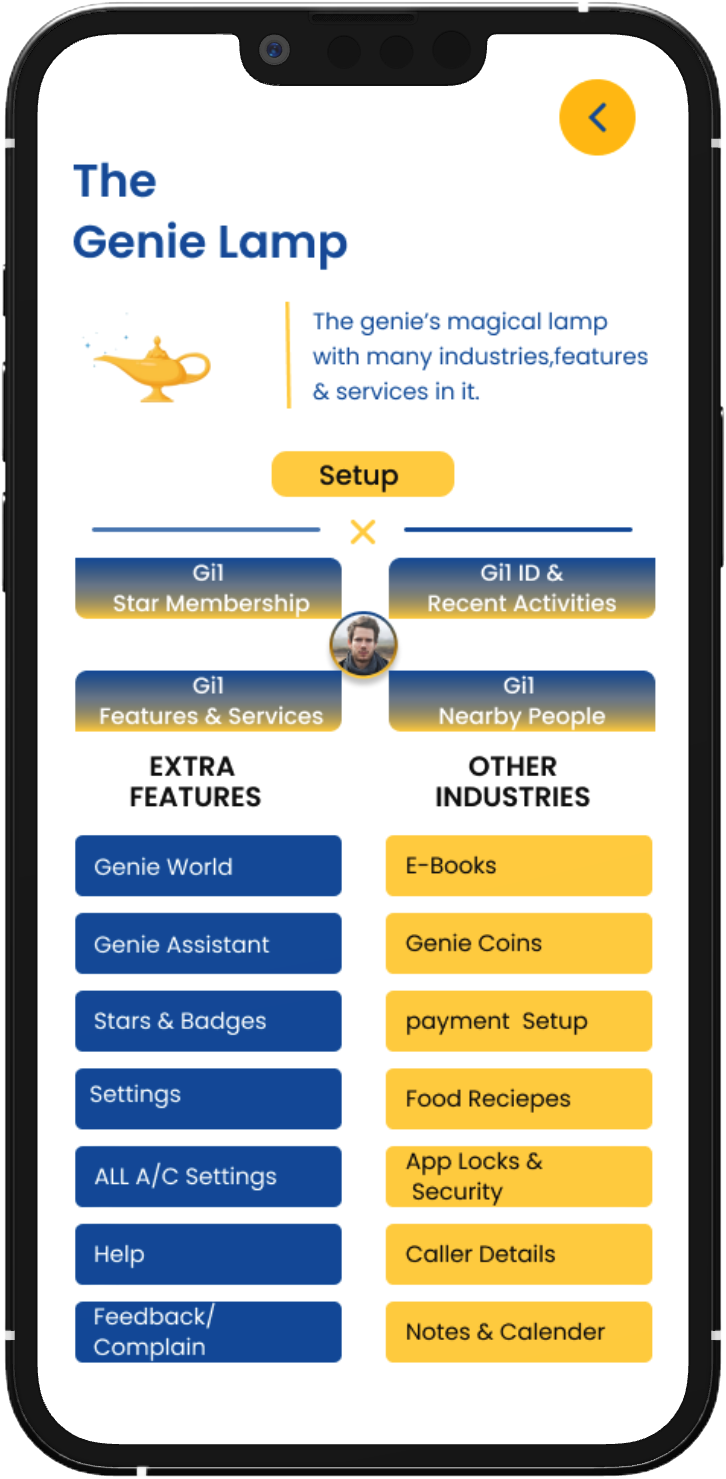 The
Genie Lamp
The genie’s magical lamp
with many industries,features
& services in it.
Setup
Gi1
Star Membership
Gi1 ID &
Recent Activities
Gi1
Features & Services
Gi1
Nearby People
EXTRA
FEATURES
OTHER
INDUSTRIES
Genie World
E-Books
Genie Assistant
Genie Coins
Stars & Badges
payment  Setup
Settings
Food Reciepes
ALL A/C Settings
App Locks &
Security
Help
Caller Details
Feedback/
Complain
Notes & Calender